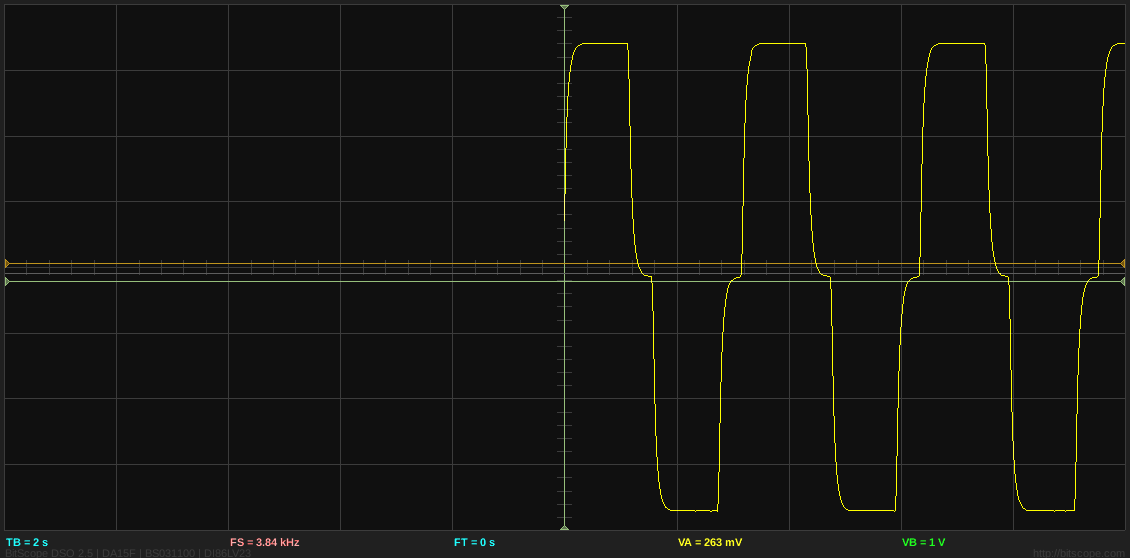 TB = 2 s FS = 3.84 kHz FT = 0 s VA = 263 mV VB = 1 V
BitScope DSO 2.5 | DA15F | BS031100 | DI86LV23 http://bitscope.com